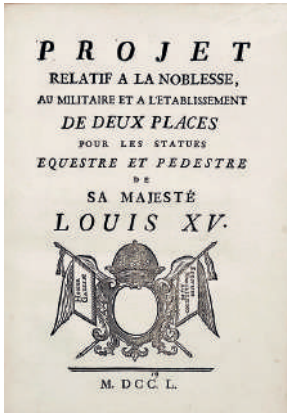 PROJET
RELATIF A LA NOBLESSE,
AU MILITAIRE ET A L'ETABLISSEMENT
DE DEUX PLACES
POUR LES STATUES
EQUESTRE ET PEDESTRE
DE
SA MAJESTÉ
LOUIS XV.
M. DCC. L.